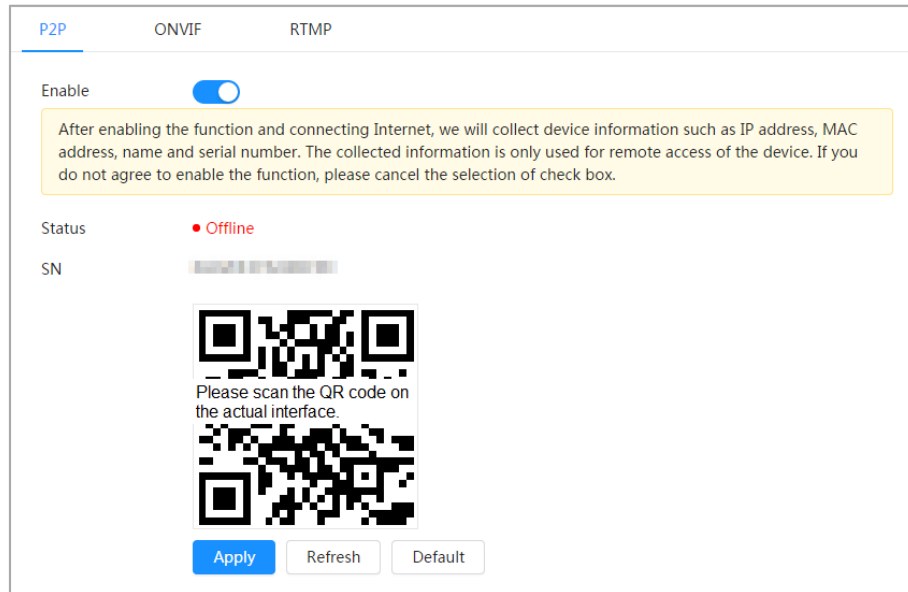 P2P ONVIF RTMP
Enable
After enabling the function and connecting Internet, we will collect device information such as IP address, MAC
address, name and serial number. The collected information is only used for remote access of the device. If you
do not agree to enable the function, please cancel the selection of check box.
Status Offline
SN
Please scan the QR code on
the actual interface.
Apply Refresh Default